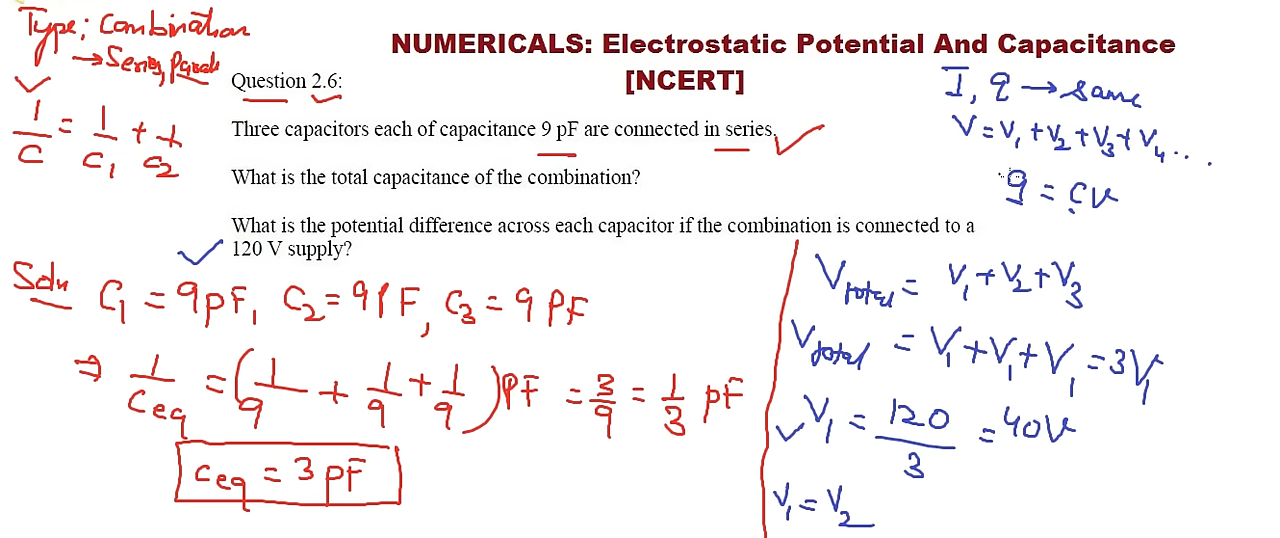 Type: Combination
→ Series, Parall
NUMERICALS: Electrostatic Potential And Capacitance
[NCERT]
Question 2.6:
I, q → same
V = V₁ + V₂ + V₃ + V₄ ...
q = CV
1/C = 1/C₁ + 1/C₂
Three capacitors each of capacitance 9 pF are connected in series.
What is the total capacitance of the combination?
What is the potential difference across each capacitor if the combination is connected to a
120 V supply?
Soln C₁ = 9pF, C₂ = 9PF, C₃ = 9 PF
⇒ 1/Ceq = (1/9 + 1/9 + 1/9) PF = 3/9 = 1/3 pF
Ceq = 3 pF
Vtotal = V₁ + V₂ + V₃
Vtotal = V₁ + V₁ + V₁ = 3V₁
V₁ = 120/3 = 40V
V₁ = V₂